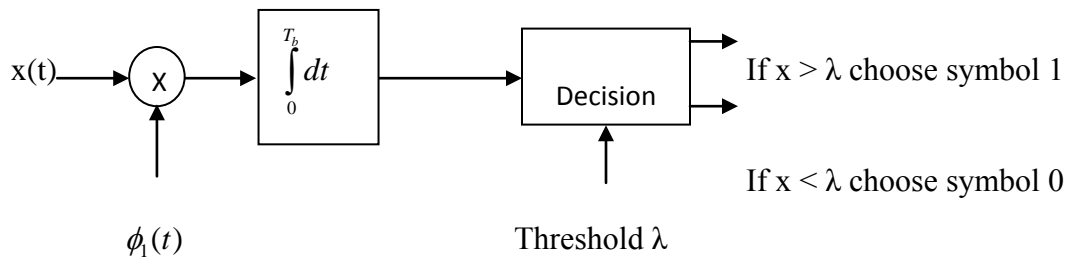 x(t)
X
∫₀^{T_b} dt
Decision
If x > λ choose symbol 1
If x < λ choose symbol 0
ϕ₁(t)
Threshold λ